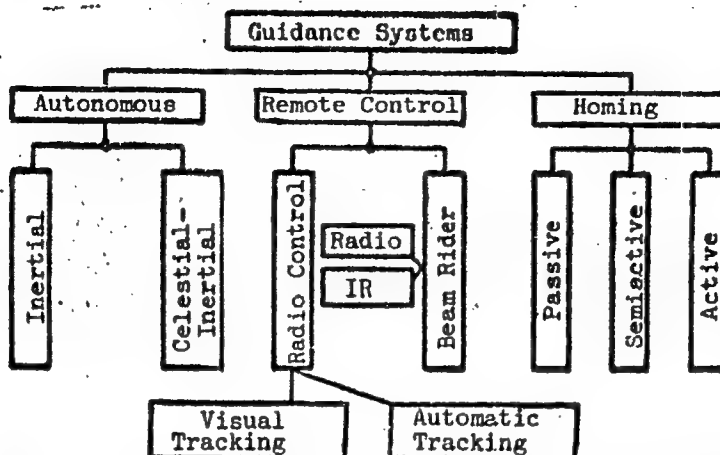 Guidance Systems
Autonomous
Remote Control
Homing
Inertial
Celestial-
Inertial
Radio Control
Radio
IR
Beam Rider
Passive
Semiactive
Active
Visual
Tracking
Automatic
Tracking